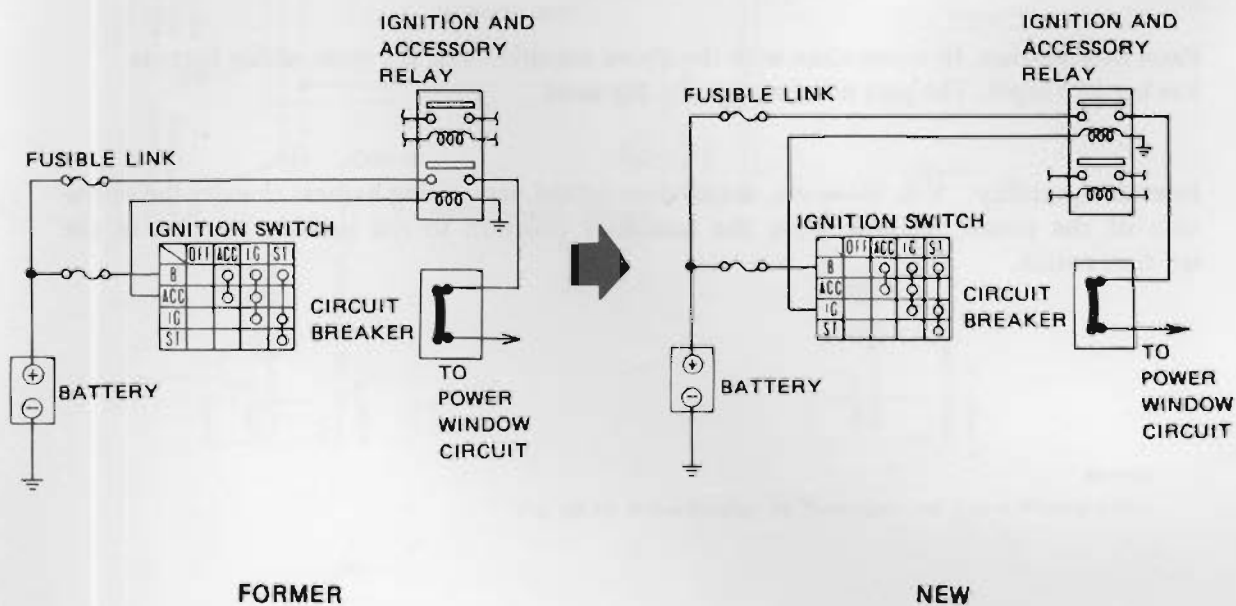 IGNITION AND
ACCESSORY
RELAY
FUSIBLE LINK
IGNITION SWITCH
OFF ACC IG ST
B
ACC
IG
ST
CIRCUIT
BREAKER
+
−
BATTERY
TO
POWER
WINDOW
CIRCUIT
FORMER
IGNITION AND
ACCESSORY
RELAY
FUSIBLE LINK
IGNITION SWITCH
OFF ACC IG ST
B
ACC
IG
ST
CIRCUIT
BREAKER
+
−
BATTERY
TO
POWER
WINDOW
CIRCUIT
NEW